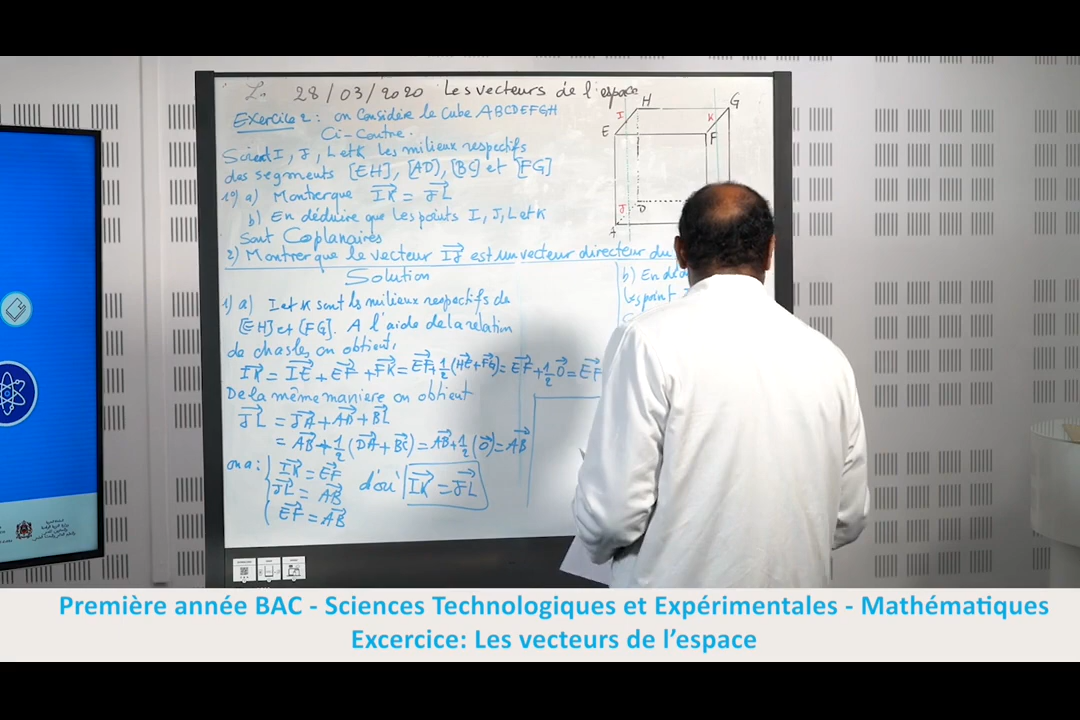 28/03/2020 Les vecteurs de l'espace
Exercice 2 : on Considère le Cube ABCDEFGH
Ci-contre.
Soient I, J, L et K les milieux respectifs
des segments [EH], [AD], [BC] et [FG]
1°) a) Montrer que IK⃗ = JL⃗
b) En déduire que les points I, J, L et K
sont Coplanaires
2) Montrer que le vecteur IJ⃗ est un vecteur directeur du
H
G
I
K
E
F
J
D
A
Solution
1) a) I et K sont ls milieux respectifs de
[EH] et [FG]. A l'aide de la relation
de chasles, on obtient,
IK⃗ = IE⃗ + EF⃗ + FK⃗ = EF⃗ + 1/2 (HE⃗ + FG⃗) = EF⃗ + 1/2 O⃗ = EF⃗
De la même manière on obtient
JL⃗ = JA⃗ + AD⃗ + BL⃗
= AB⃗ + 1/2 (DA⃗ + BC⃗) = AB⃗ + 1/2 (O⃗) = AB⃗
on a : { IK⃗ = EF⃗
JL⃗ = AB⃗
EF⃗ = AB⃗
d'où IK⃗ = JL⃗
b) En
les point
Première année BAC - Sciences Technologiques et Expérimentales - Mathématiques
Excercice: Les vecteurs de l'espace